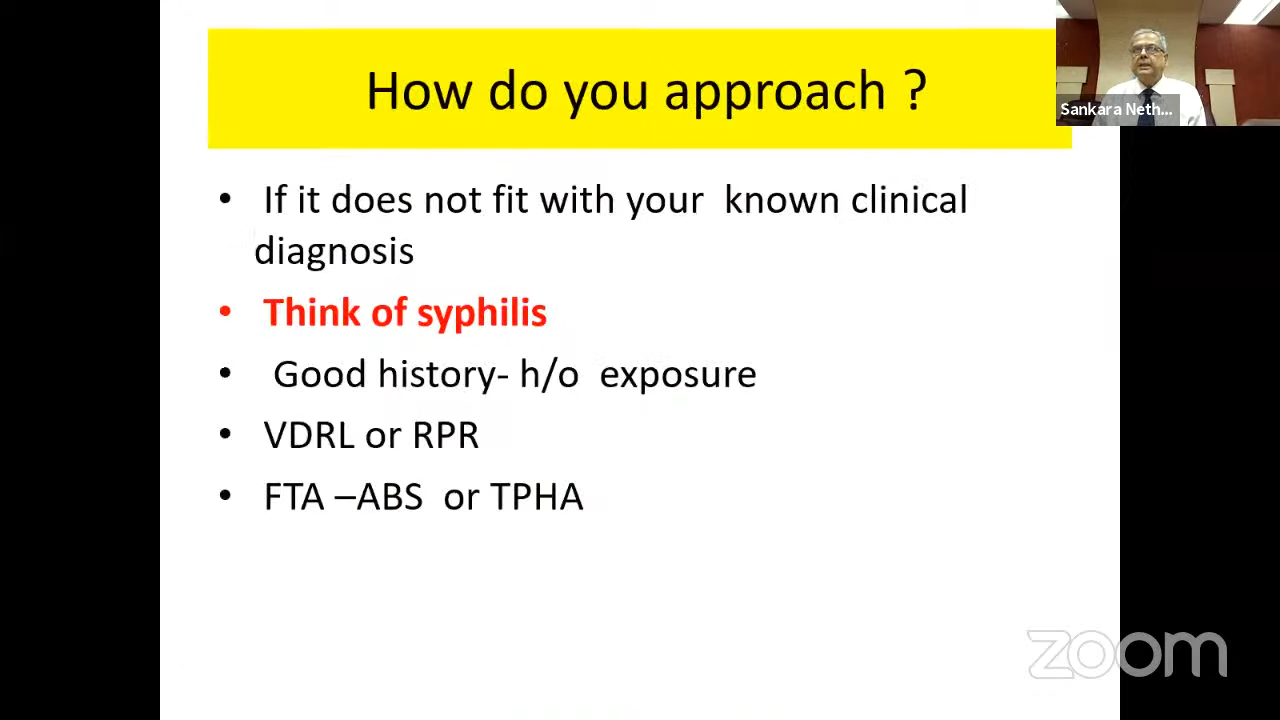 How do you approach ?
Sankara Neth...
• If it does not fit with your known clinical
diagnosis
• Think of syphilis
• Good history- h/o exposure
• VDRL or RPR
• FTA –ABS or TPHA
zoom